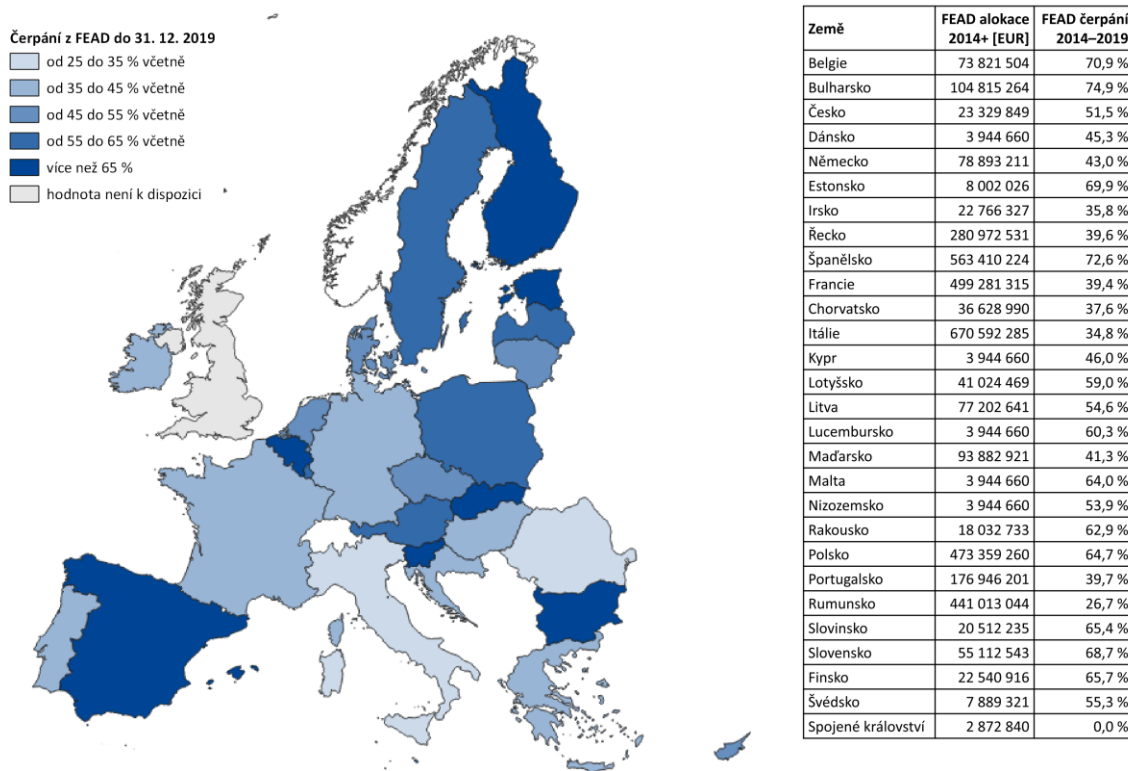 Čerpání z FEAD do 31. 12. 2019
od 25 do 35 % včetně
od 35 do 45 % včetně
od 45 do 55 % včetně
od 55 do 65 % včetně
více než 65 %
hodnota není k dispozici
Země FEAD alokace 2014+ [EUR] FEAD čerpání 2014–2019
Belgie 73 821 504 70,9 %
Bulharsko 104 815 264 74,9 %
Česko 23 329 849 51,5 %
Dánsko 3 944 660 45,3 %
Německo 78 893 211 43,0 %
Estonsko 8 002 026 69,9 %
Irsko 22 766 327 35,8 %
Řecko 280 972 531 39,6 %
Španělsko 563 410 224 72,6 %
Francie 499 281 315 39,4 %
Chorvatsko 36 628 990 37,6 %
Itálie 670 592 285 34,8 %
Kypr 3 944 660 46,0 %
Lotyšsko 41 024 469 59,0 %
Litva 77 202 641 54,6 %
Lucembursko 3 944 660 60,3 %
Maďarsko 93 882 921 41,3 %
Malta 3 944 660 64,0 %
Nizozemsko 3 944 660 53,9 %
Rakousko 18 032 733 62,9 %
Polsko 473 359 260 64,7 %
Portugalsko 176 946 201 39,7 %
Rumunsko 441 013 044 26,7 %
Slovinsko 20 512 235 65,4 %
Slovensko 55 112 543 68,7 %
Finsko 22 540 916 65,7 %
Švédsko 7 889 321 55,3 %
Spojené království 2 872 840 0,0 %